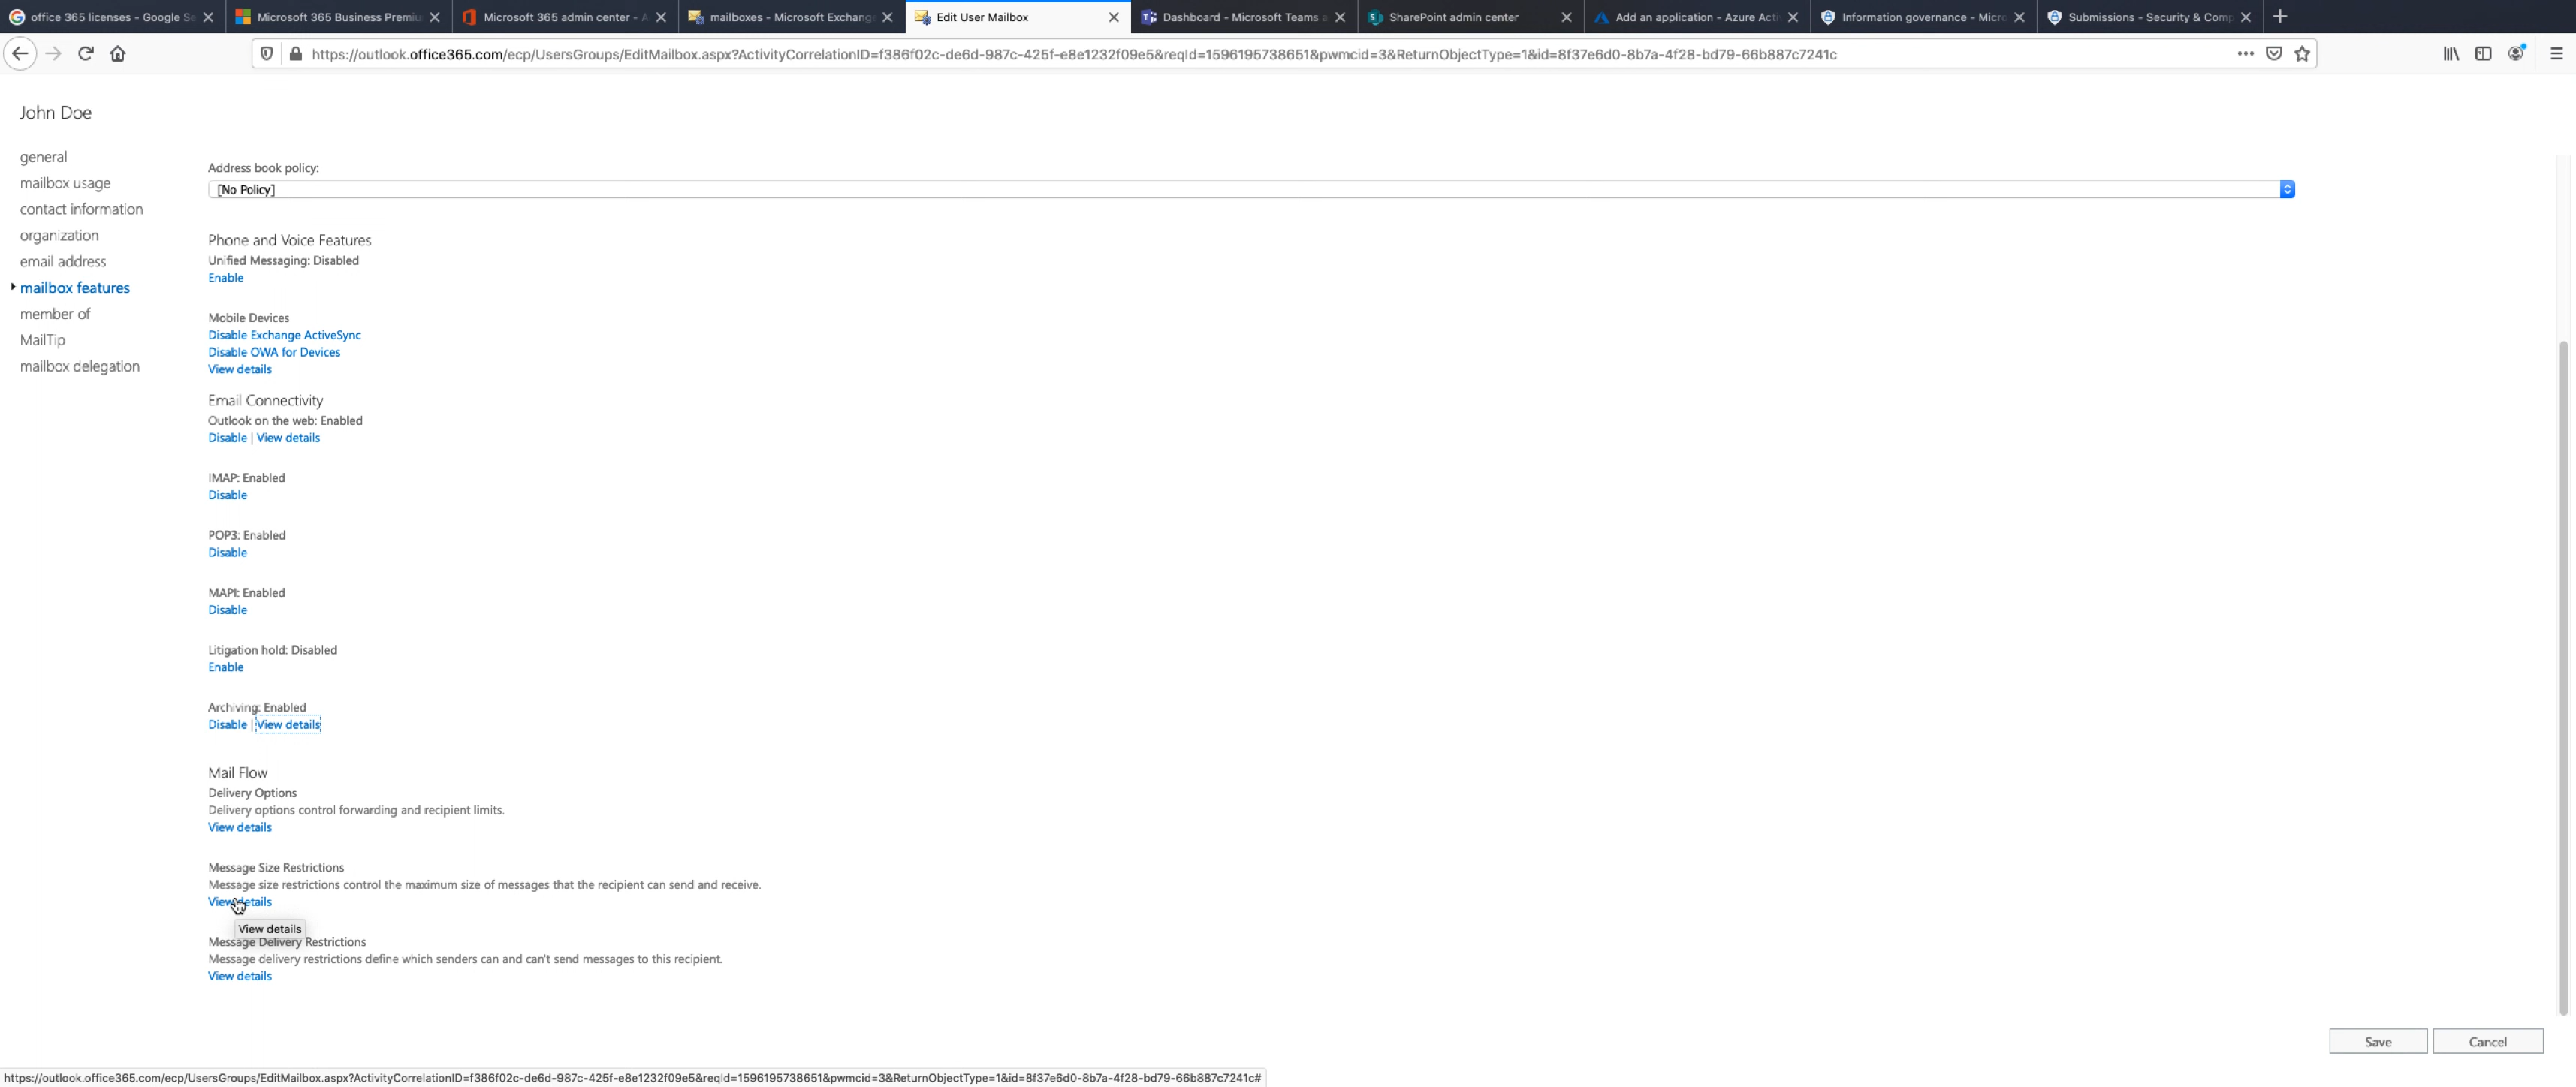 office 365 licenses - Google Se
Microsoft 365 Business Premiu
Microsoft 365 admin center - A
mailboxes - Microsoft Exchang
Edit User Mailbox
Dashboard - Microsoft Teams a
SharePoint admin center
Add an application - Azure Acti
Information governance - Micro
Submissions - Security & Comp
https://outlook.office365.com/ecp/UsersGroups/EditMailbox.aspx?ActivityCorrelationID=f386f02c-de6d-987c-425f-e8e1232f09e5&reqId=1596195738651&pwmcid=3&ReturnObjectType=1&id=8f37e6d0-8b7a-4f28-bd79-66b887c7241c
John Doe
general
mailbox usage
contact information
organization
email address
mailbox features
member of
MailTip
mailbox delegation
Address book policy:
[No Policy]
Phone and Voice Features
Unified Messaging: Disabled
Enable
Mobile Devices
Disable Exchange ActiveSync
Disable OWA for Devices
View details
Email Connectivity
Outlook on the web: Enabled
Disable | View details
IMAP: Enabled
Disable
POP3: Enabled
Disable
MAPI: Enabled
Disable
Litigation hold: Disabled
Enable
Archiving: Enabled
Disable | View details
Mail Flow
Delivery Options
Delivery options control forwarding and recipient limits.
View details
Message Size Restrictions
Message size restrictions control the maximum size of messages that the recipient can send and receive.
View details
View details
Message Delivery Restrictions
Message delivery restrictions define which senders can and can't send messages to this recipient.
View details
Save
Cancel
https://outlook.office365.com/ecp/UsersGroups/EditMailbox.aspx?ActivityCorrelationID=f386f02c-de6d-987c-425f-e8e1232f09e5&reqId=1596195738651&pwmcid=3&ReturnObjectType=1&id=8f37e6d0-8b7a-4f28-bd79-66b887c7241c#